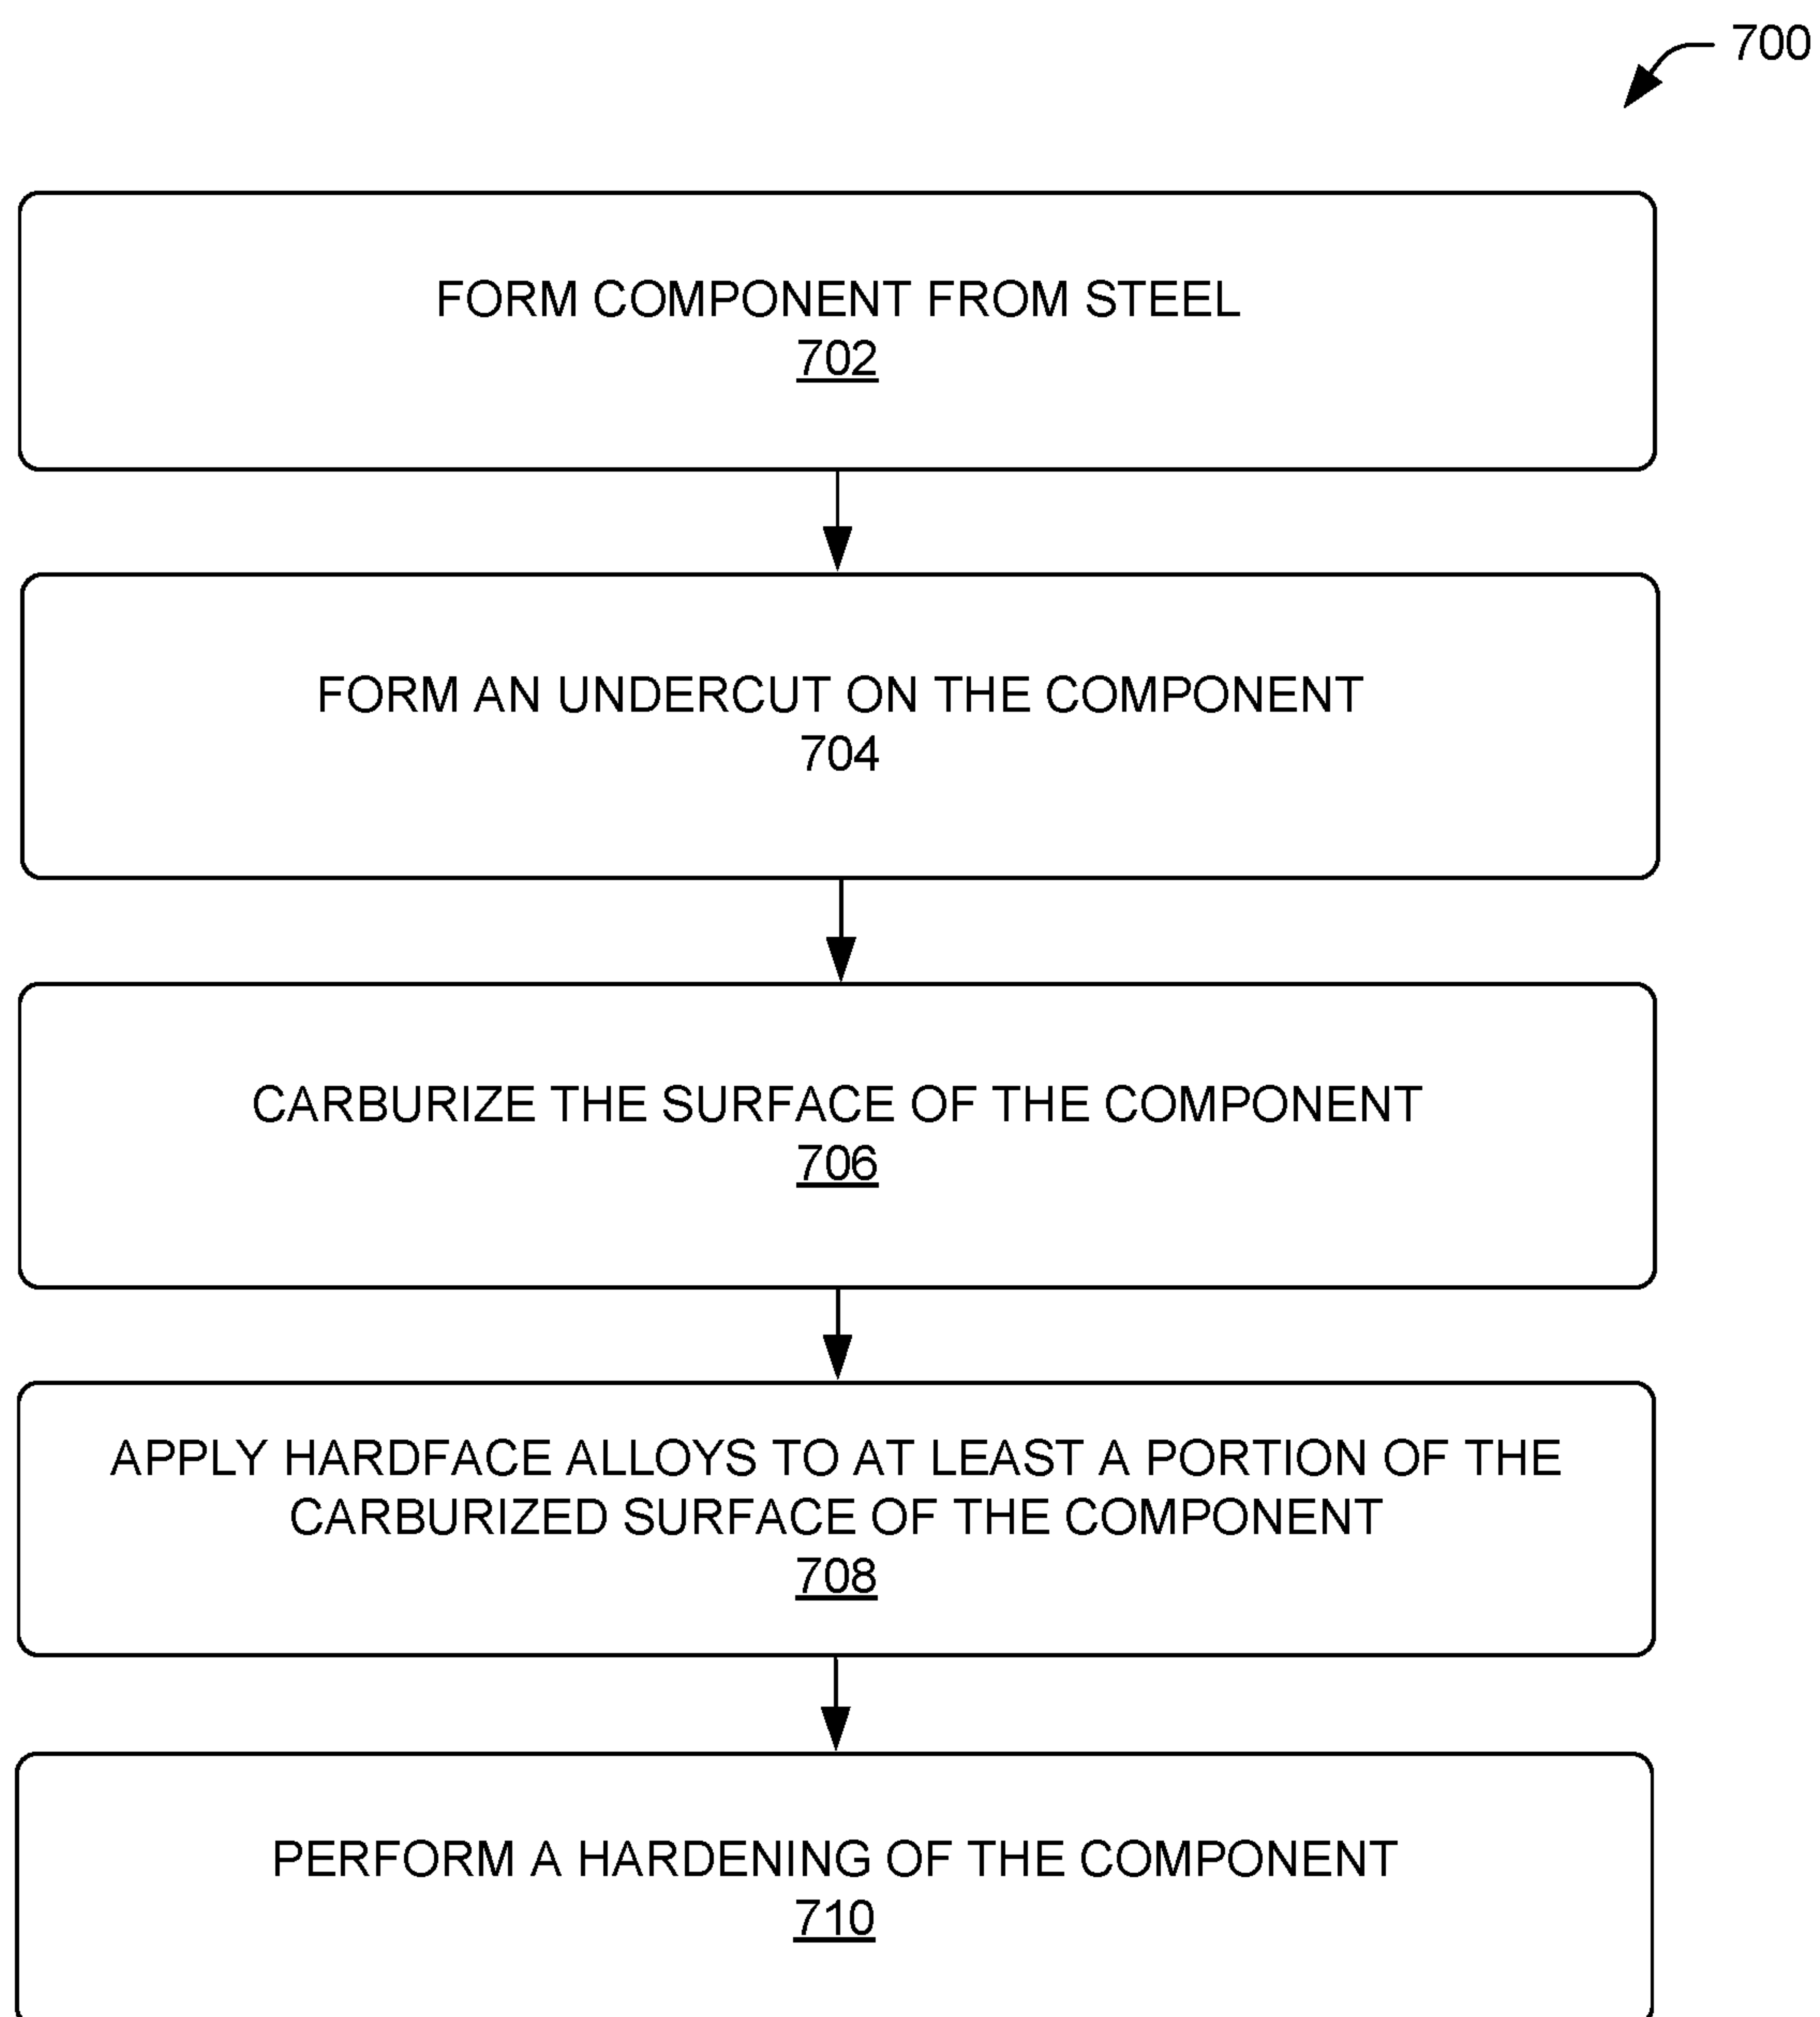 700
FORM COMPONENT FROM STEEL
702
FORM AN UNDERCUT ON THE COMPONENT
704
CARBURIZE THE SURFACE OF THE COMPONENT
706
APPLY HARDFACE ALLOYS TO AT LEAST A PORTION OF THE
CARBURIZED SURFACE OF THE COMPONENT
708
PERFORM A HARDENING OF THE COMPONENT
710